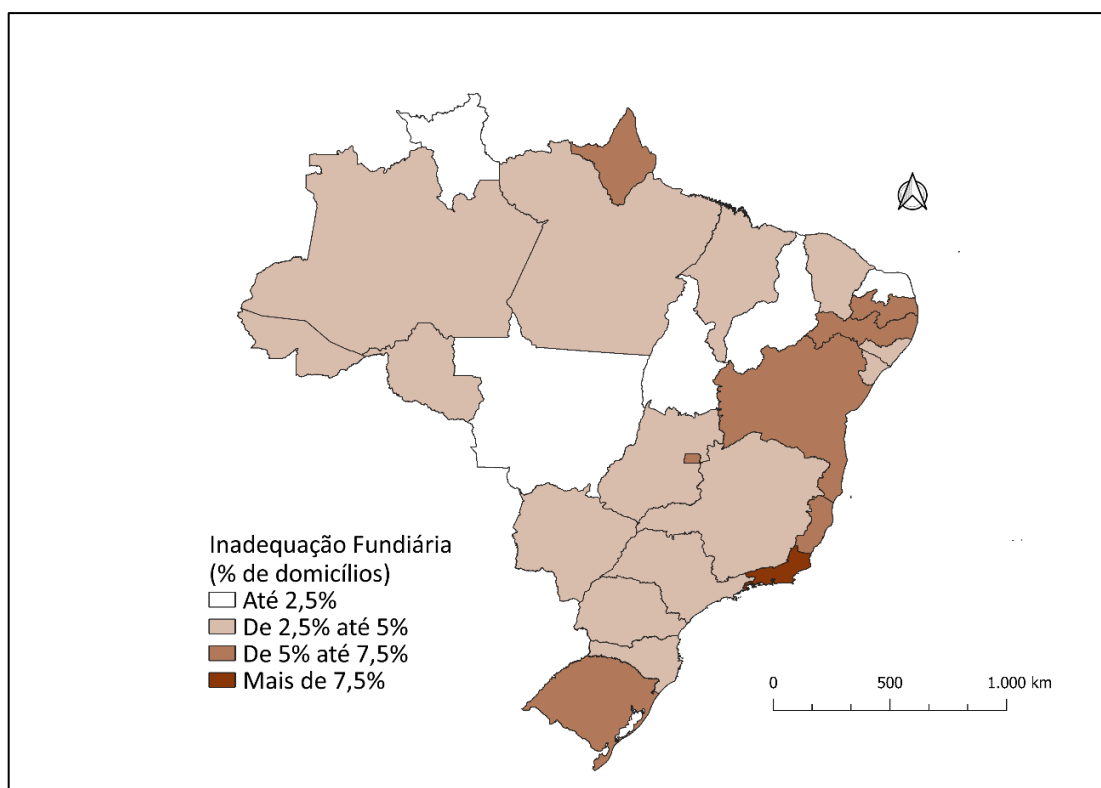 Inadequação Fundiária
(% de domicílios)
Até 2,5%
De 2,5% até 5%
De 5% até 7,5%
Mais de 7,5%
0 500 1.000 km